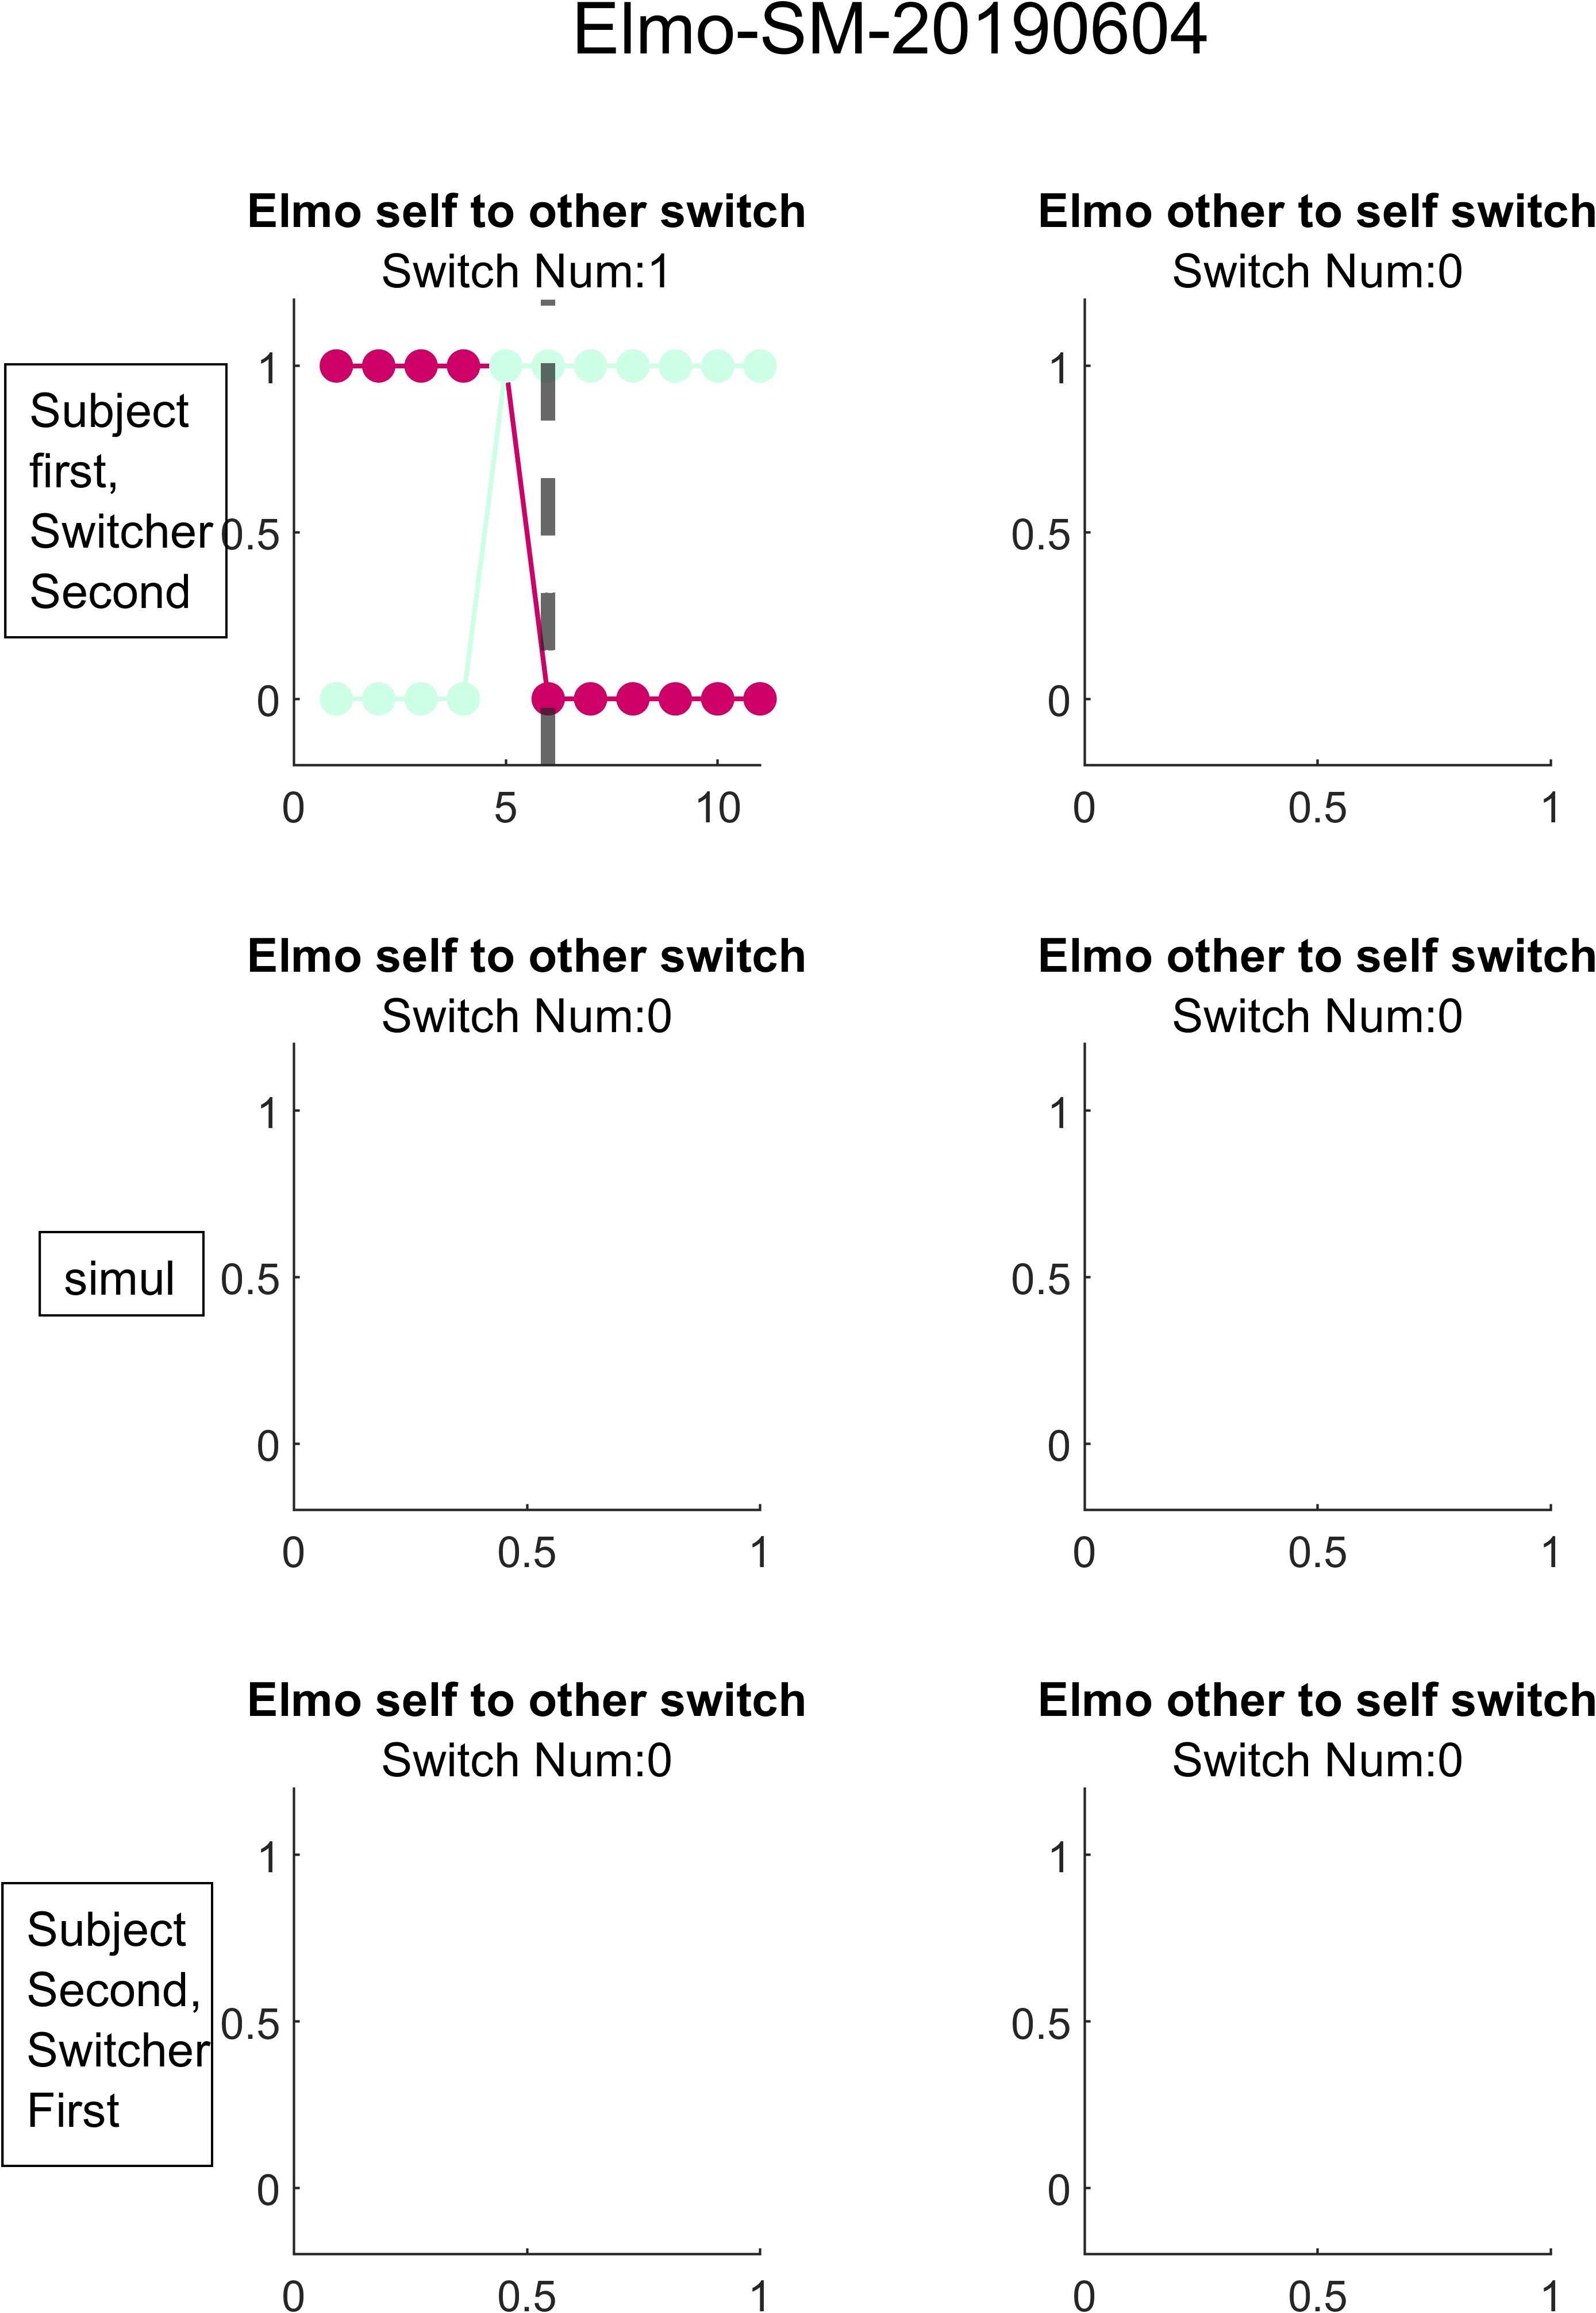 Elmo-SM-20190604
Elmo self to other switch
Switch Num:1
Elmo other to self switch
Switch Num:0
Subject
first,
Switcher
Second
1
0.5
0
0
5
10
1
0.5
0
0
0.5
1
Elmo self to other switch
Switch Num:0
Elmo other to self switch
Switch Num:0
simul
1
0.5
0
0
0.5
1
1
0.5
0
0
0.5
1
Elmo self to other switch
Switch Num:0
Elmo other to self switch
Switch Num:0
Subject
Second,
Switcher
First
1
0.5
0
0
0.5
1
1
0.5
0
0
0.5
1